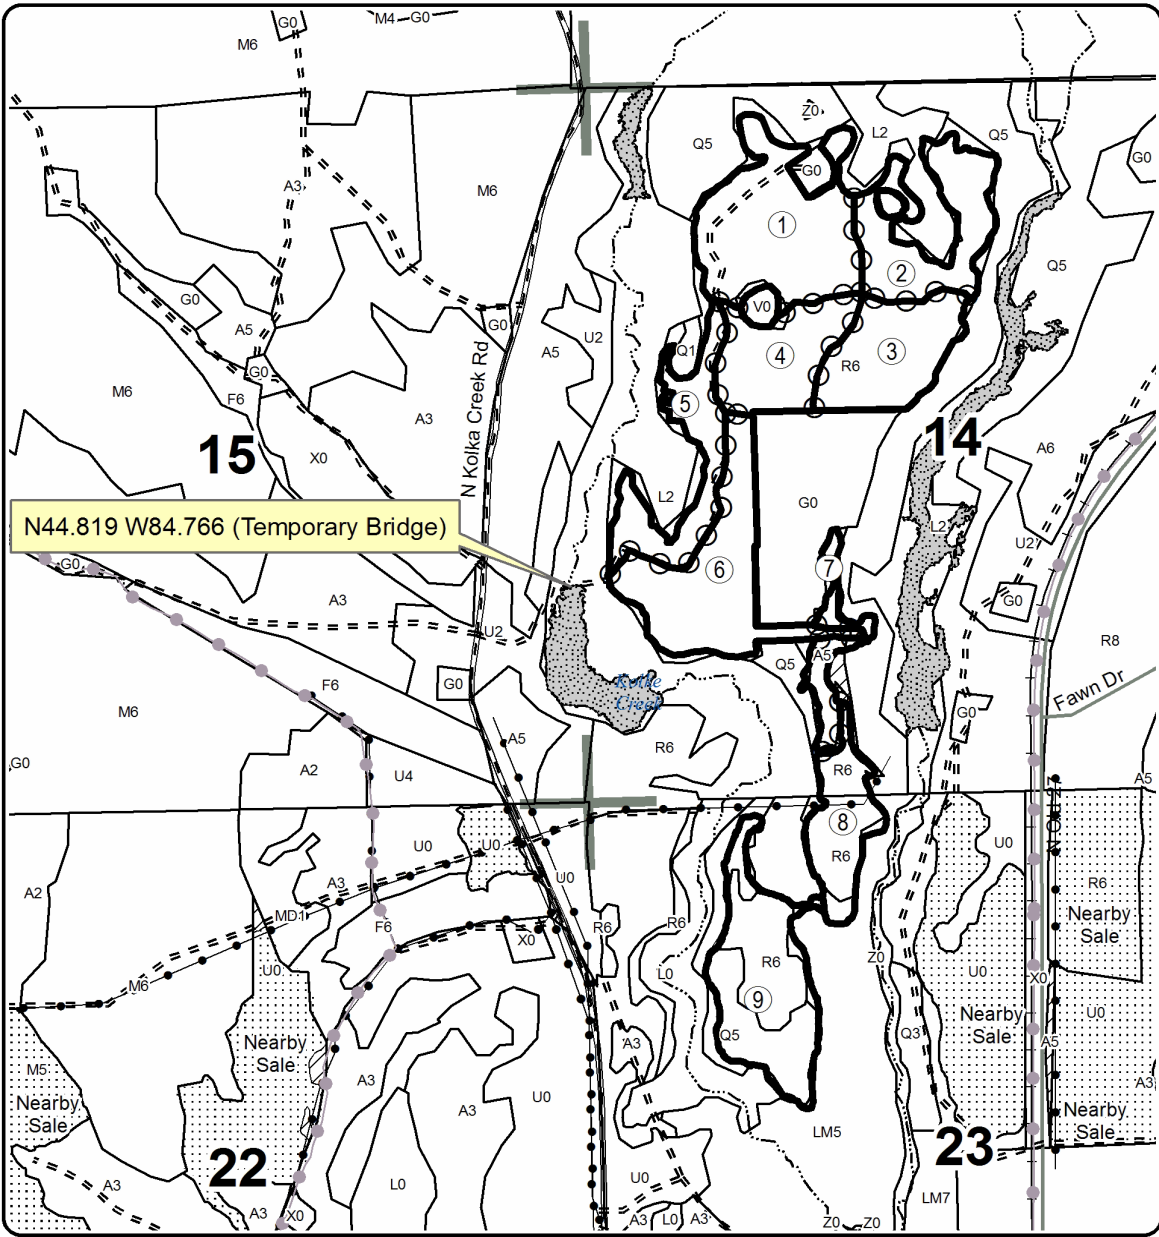 G0
M4
G0
M6
Z0
L2
Q5
Q5
G0
G0
A3
M6
1
2
Q5
G0
V0
G0
A5
U2
A5
Q1
4
3
R6
G0
M6
F6
5
A3
N Kolka Creek Rd
15
14
X0
A6
L2
G0
L2
N44.819 W84.766 (Temporary Bridge)
U2
G0
6
7
A3
G0
U2
R8
A5
Q5
G0
F6
Kolke
Creek
Fawn Dr
M6
G0
A5
R6
G0
A2
U4
R6
A5
N Old 27
8
U0
U0
U0
R6
U0
A2
A3
R6
MD1
F6
R6
R6
Nearby
Sale
X0
Z0
U0
M6
L0
R6
U0
X0
9
Nearby
Sale
U0
Nearby
Sale
Q5
Q3
A3
A5
M5
A3
A3
Nearby
Sale
U0
Nearby
Sale
A3
LM5
22
23
A3
L0
U0
LM7
A3
X0
A3
L0
A3
Z0
Z0